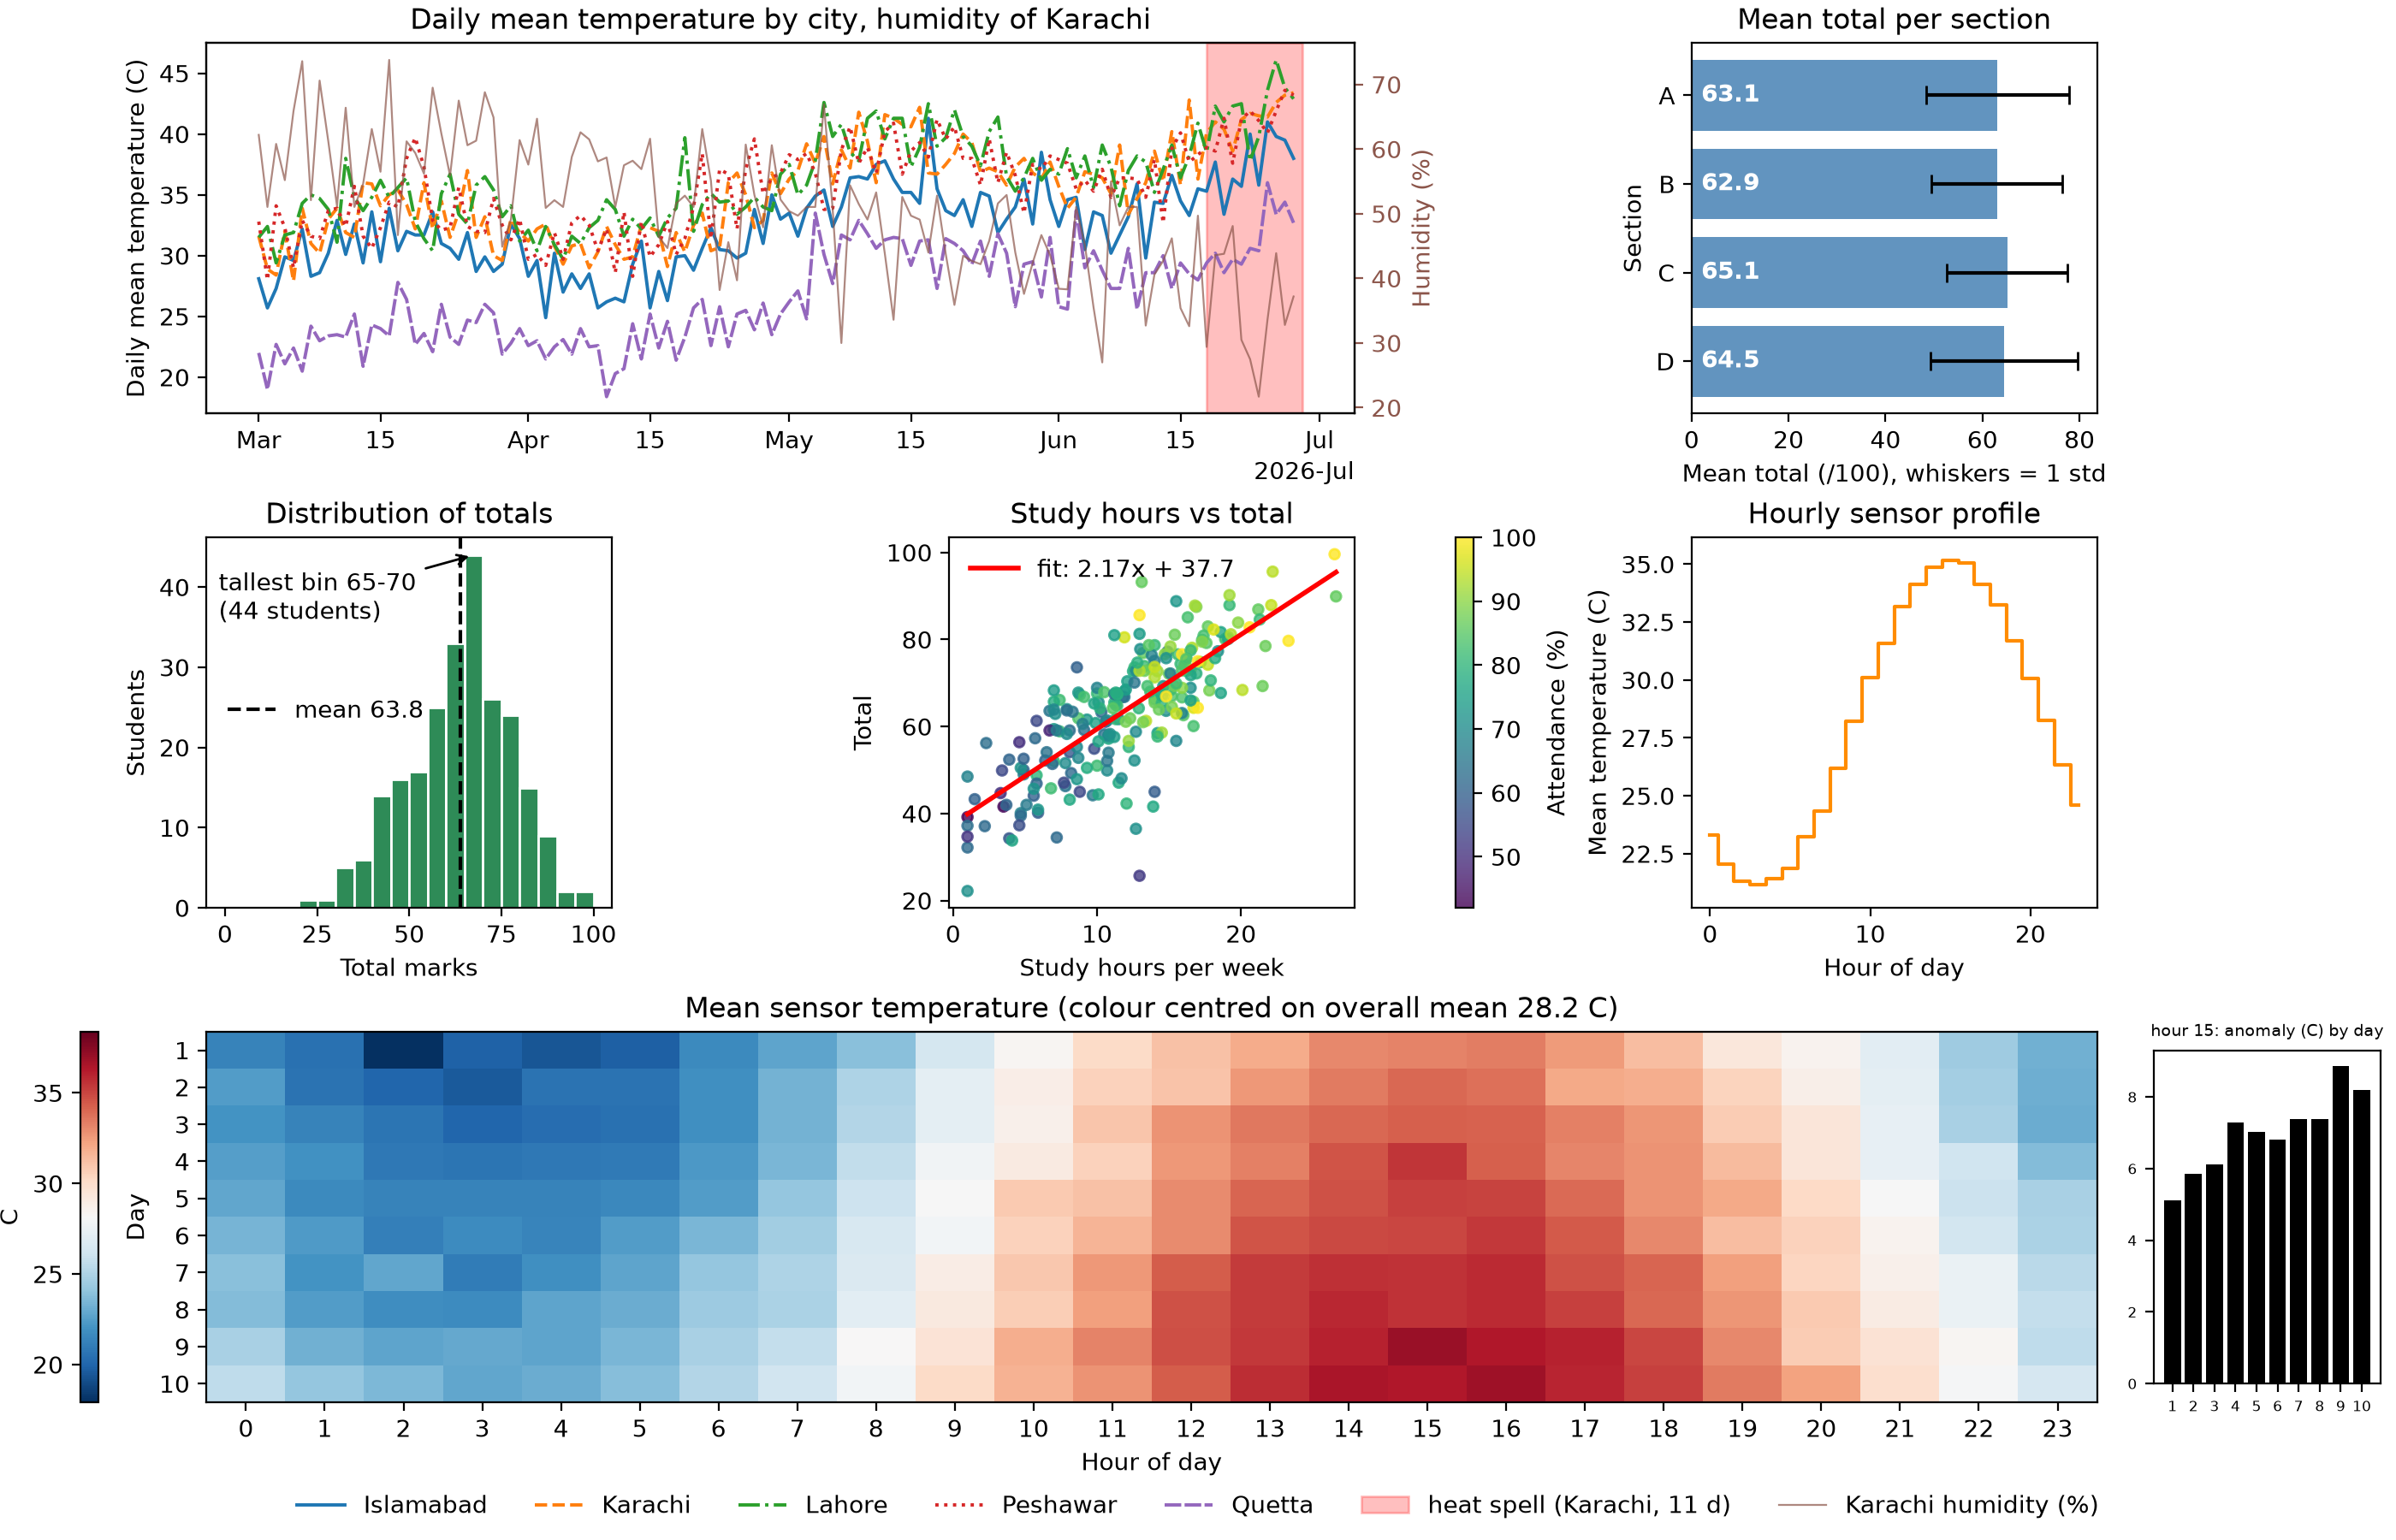 Daily mean temperature by city, humidity of Karachi
Daily mean temperature (C)
45
40
35
30
25
20
Mar 15 Apr 15 May 15 Jun 15 Jul
2026-Jul
70
60
50
40
30
20
Humidity (%)
Mean total per section
Section
A 63.1
B 62.9
C 65.1
D 64.5
0 20 40 60 80
Mean total (/100), whiskers = 1 std
Distribution of totals
Students
40
30
20
10
0
tallest bin 65-70
(44 students)
mean 63.8
0 25 50 75 100
Total marks
Study hours vs total
Total
100
80
60
40
20
fit: 2.17x + 37.7
0 10 20
Study hours per week
100
90
80
70
60
50
Attendance (%)
Hourly sensor profile
Mean temperature (C)
35.0
32.5
30.0
27.5
25.0
22.5
0 10 20
Hour of day
Mean sensor temperature (colour centred on overall mean 28.2 C)
C
35
30
25
20
Day
1
2
3
4
5
6
7
8
9
10
0 1 2 3 4 5 6 7 8 9 10 11 12 13 14 15 16 17 18 19 20 21 22 23
Hour of day
hour 15: anomaly (C) by day
8
6
4
2
0
1 2 3 4 5 6 7 8 9 10
Islamabad Karachi Lahore Peshawar Quetta heat spell (Karachi, 11 d) Karachi humidity (%)